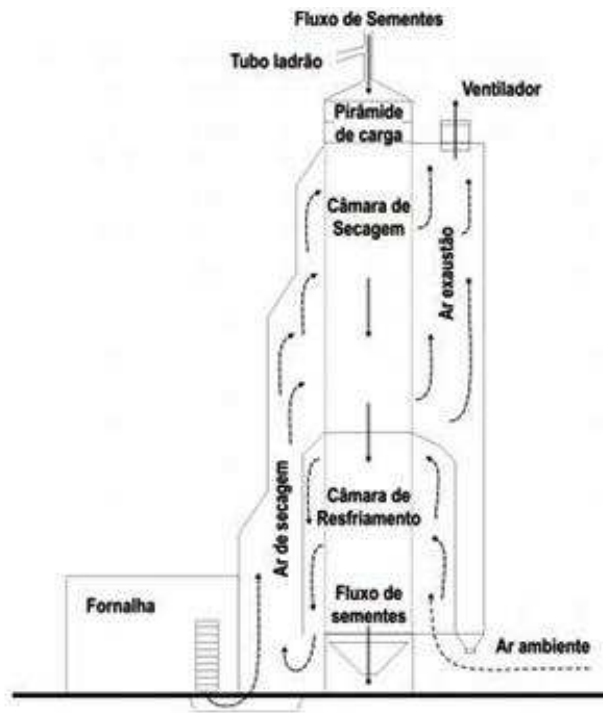 Fluxo de Sementes
Tubo ladrão
Ventilador
Pirâmide
de carga
Câmara de
Secagem
Ar exaustão
Ar de secagem
Câmara de
Resfriamento
Fornalha
Fluxo de
sementes
Ar ambiente